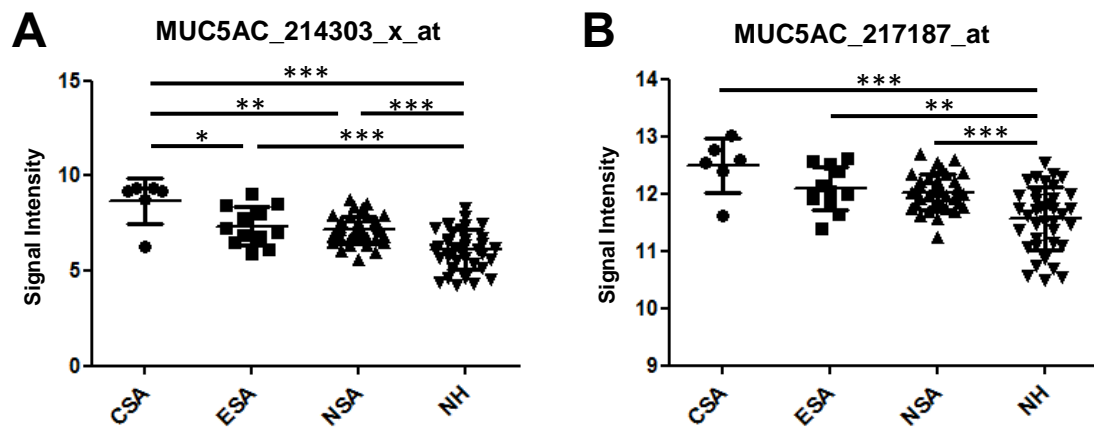 A
MUC5AC_214303_x_at
***
** ***
* ***
15
10
5
0
Signal Intensity
CSA ESA NSA NH
B
MUC5AC_217187_at
***
**
***
14
13
12
11
10
9
Signal Intensity
CSA ESA NSA NH